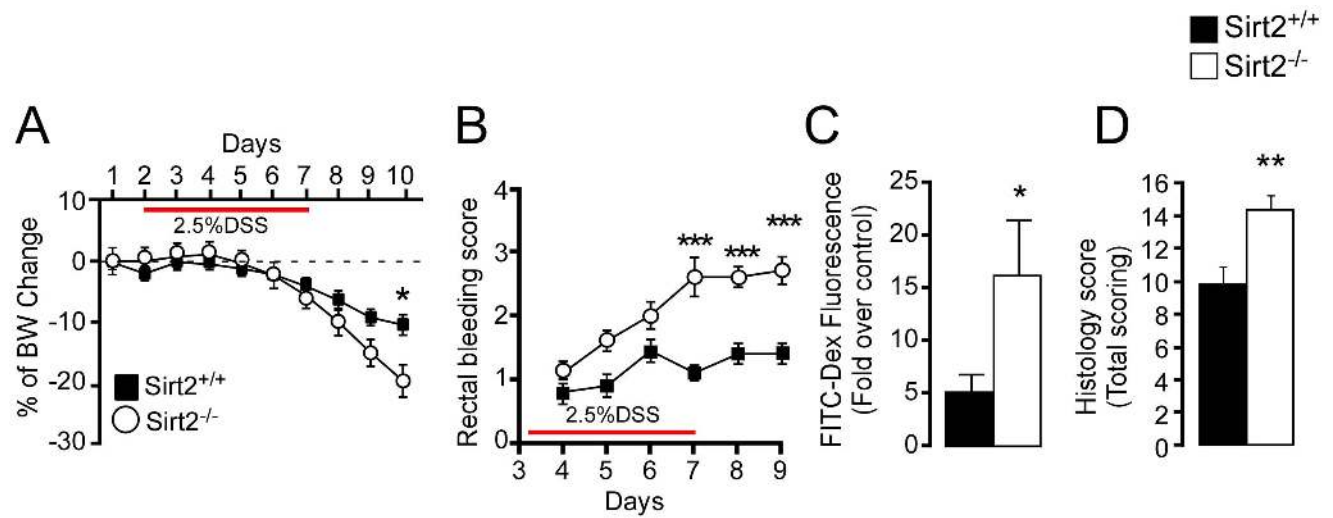 Sirt2+/+
Sirt2-/-
A
Days
1 2 3 4 5 6 7 8 9 10
10
0
-10
-20
-30
% of BW Change
2.5%DSS
*
Sirt2+/+
Sirt2-/-
B
4
3
2
1
0
Rectal bleeding score
*** *** ***
2.5%DSS
3 4 5 6 7 8 9
Days
C
25
20
15
10
5
0
FITC-Dex Fluorescence
(Fold over control)
*
D
16
14
12
10
8
6
4
2
0
Histology score
(Total scoring)
**